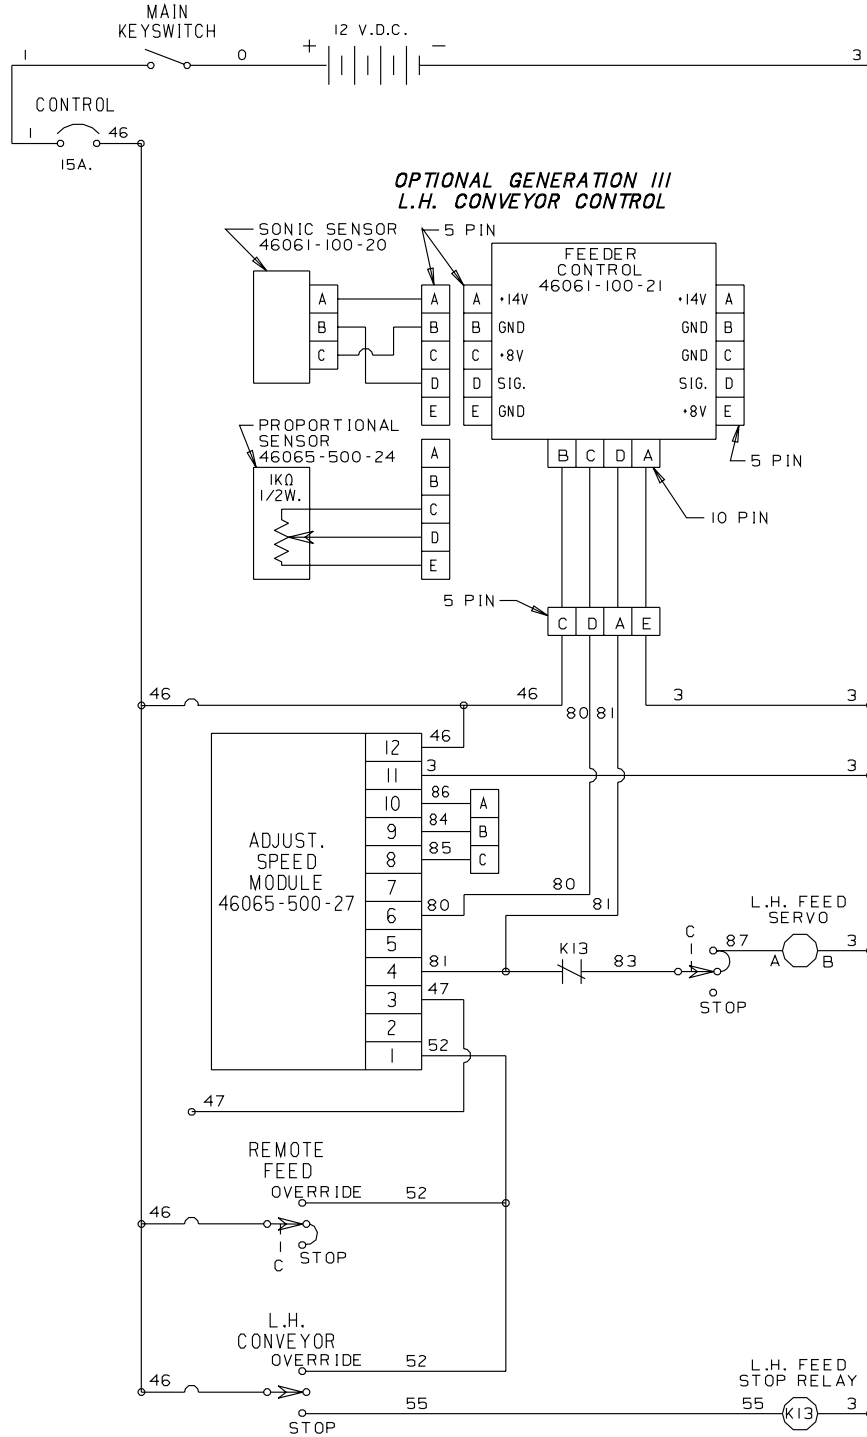 MAIN
KEYSWITCH
12 V.D.C.
1
0
+
−
3
CONTROL
1
46
15A.
OPTIONAL GENERATION III
L.H. CONVEYOR CONTROL
SONIC SENSOR
46061-100-20
5 PIN
FEEDER
CONTROL
46061-100-21
A
A
A
+14V
+14V
A
B
B
B
GND
GND
B
C
C
C
+8V
GND
C
D
D
SIG.
SIG.
D
E
E
GND
+8V
E
PROPORTIONAL
SENSOR
46065-500-24
1KΩ
1/2W.
A
B
C
D
E
B
C
D
A
5 PIN
10 PIN
5 PIN
C
D
A
E
46
46
3
3
80
81
12
46
11
3
3
10
86
A
9
84
B
8
85
C
7
80
6
80
81
5
4
81
3
47
2
1
52
ADJUST.
SPEED
MODULE
46065-500-27
K13
83
C
87
L.H. FEED
SERVO
A
B
3
STOP
47
REMOTE
FEED
OVERRIDE
52
46
C
STOP
L.H.
CONVEYOR
OVERRIDE
52
46
STOP
55
55
L.H. FEED
STOP RELAY
K13
3